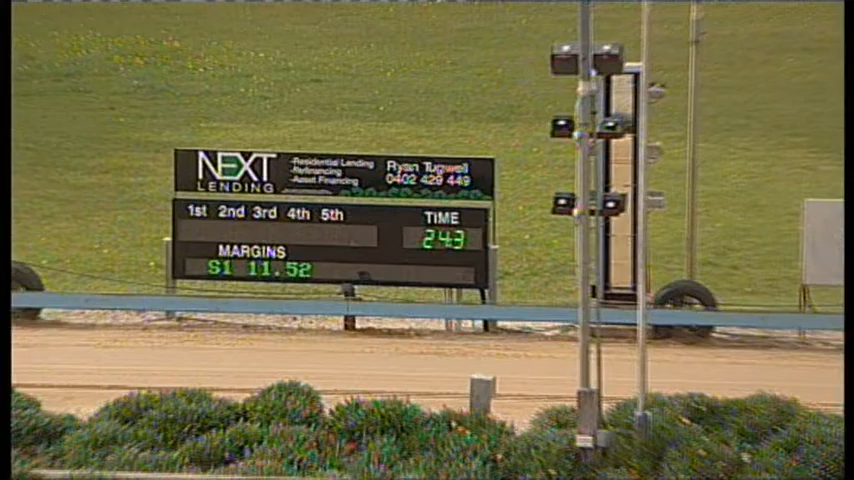 NEXT
LENDING
-Residential Lending
-Refinancing
-Asset Financing
Ryan Tugwell
0402 429 449
1st 2nd 3rd 4th 5th
TIME
24.3
MARGINS
S1 11.52